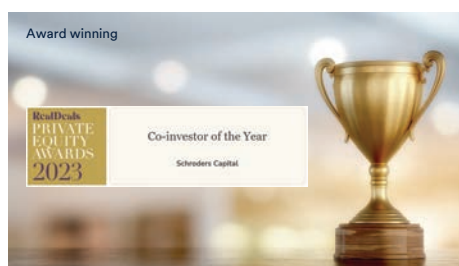 Award winning
RealDeals
PRIVATE
EQUITY
AWARDS
2023
Co-investor of the Year
Schroders Capital